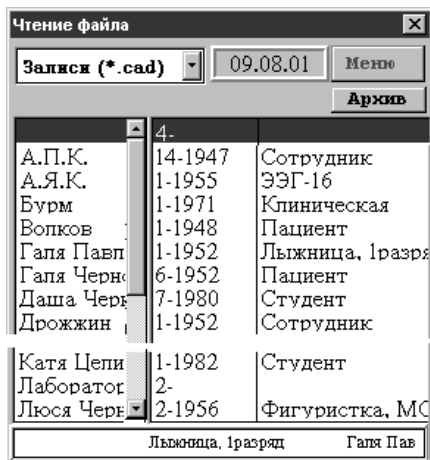 Чтение файла
Записи (*.cad) 09.08.01 Меню
Архив
4-
А.П.К. 14-1947 Сотрудник
А.Я.К. 1-1955 ЭЭГ-16
Бурм 1-1971 Клиническая
Волков 1-1948 Пациент
Галя Павл 1-1952 Лыжница, 1разря
Галя Черн 6-1952 Пациент
Даша Чер 7-1980 Студент
Дрожжин 1-1952 Сотрудник
Катя Цепи 1-1982 Студент
Лаборатор 2-
Люся Чер 2-1956 Фигуристка, МС
Лыжница, 1разряд Галя Пав